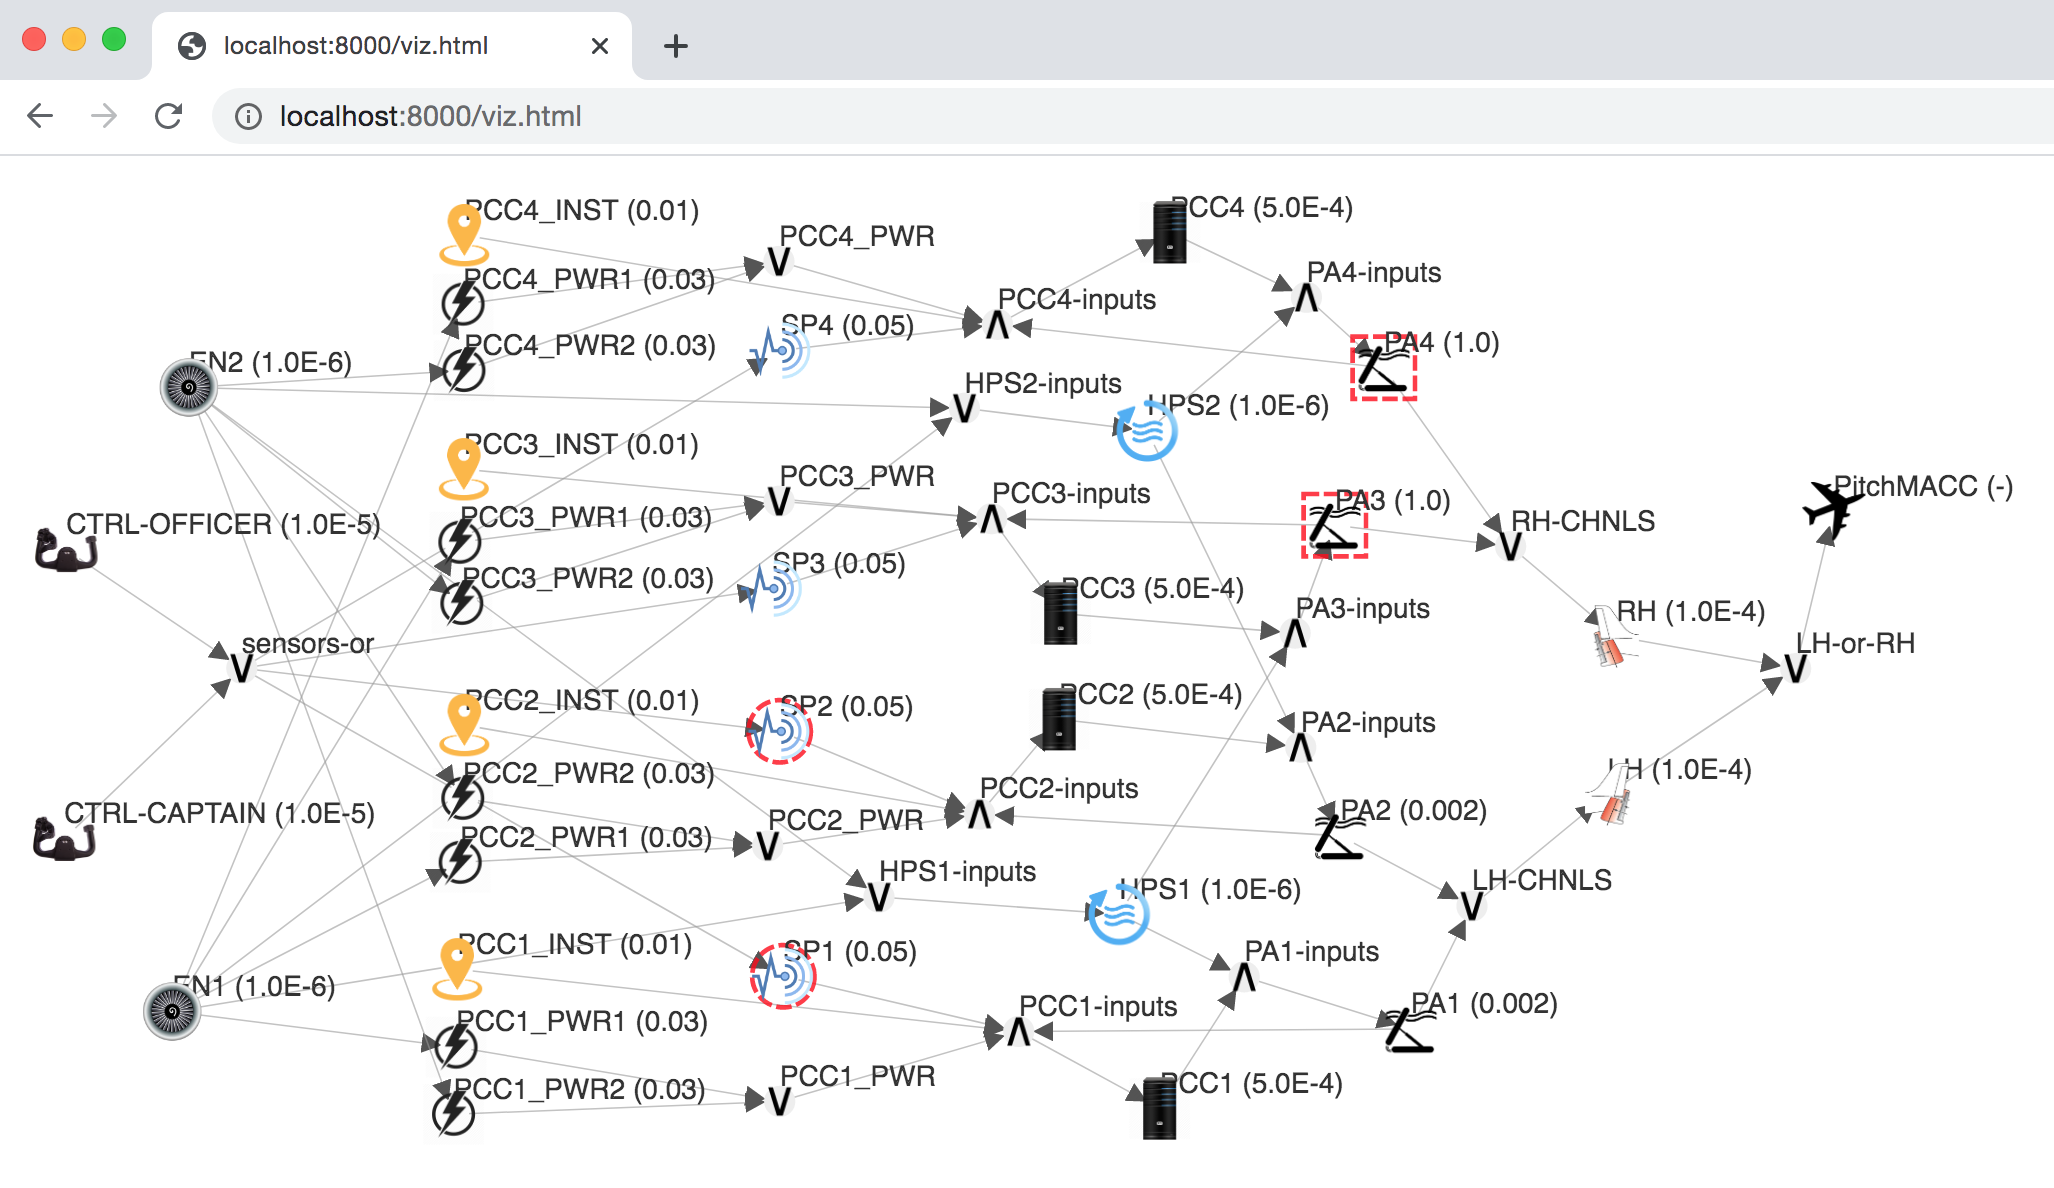 localhost:8000/viz.html
localhost:8000/viz.html
PCC4_INST (0.01)
PCC4 (5.0E-4)
PCC4_PWR
PCC4_PWR1 (0.03)
PA4-inputs
PCC4-inputs
SP4 (0.05)
PCC4_PWR2 (0.03)
PA4 (1.0)
EN2 (1.0E-6)
HPS2-inputs
HPS2 (1.0E-6)
PCC3_INST (0.01)
PCC3_PWR
PCC3-inputs
PA3 (1.0)
PitchMACC (-)
CTRL-OFFICER (1.0E-5)
PCC3_PWR1 (0.03)
RH-CHNLS
SP3 (0.05)
PCC3_PWR2 (0.03)
PCC3 (5.0E-4)
PA3-inputs
RH (1.0E-4)
sensors-or
LH-or-RH
PCC2_INST (0.01)
SP2 (0.05)
PCC2 (5.0E-4)
PA2-inputs
PCC2_PWR2 (0.03)
PCC2-inputs
LH (1.0E-4)
CTRL-CAPTAIN (1.0E-5)
PCC2_PWR1 (0.03)
PCC2_PWR
PA2 (0.002)
HPS1-inputs
HPS1 (1.0E-6)
LH-CHNLS
PCC1_INST (0.01)
SP1 (0.05)
PA1-inputs
EN1 (1.0E-6)
PCC1_PWR1 (0.03)
PCC1-inputs
PA1 (0.002)
PCC1_PWR2 (0.03)
PCC1_PWR
PCC1 (5.0E-4)